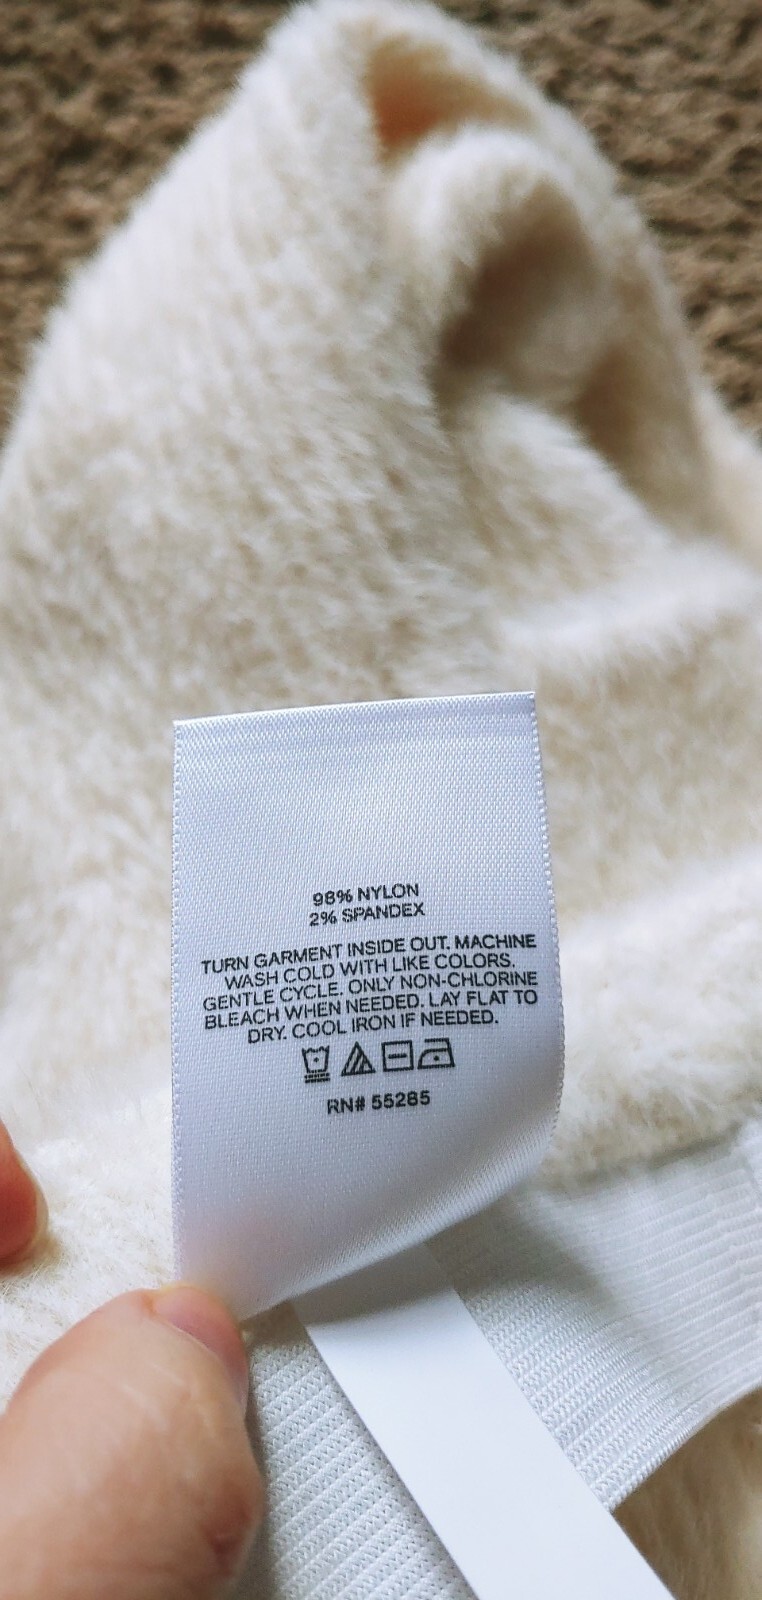 98% NYLON
2% SPANDEX
TURN GARMENT INSIDE OUT. MACHINE
WASH COLD WITH LIKE COLORS.
GENTLE CYCLE. ONLY NON-CHLORINE
BLEACH WHEN NEEDED. LAY FLAT TO
DRY. COOL IRON IF NEEDED.
RN# 55285